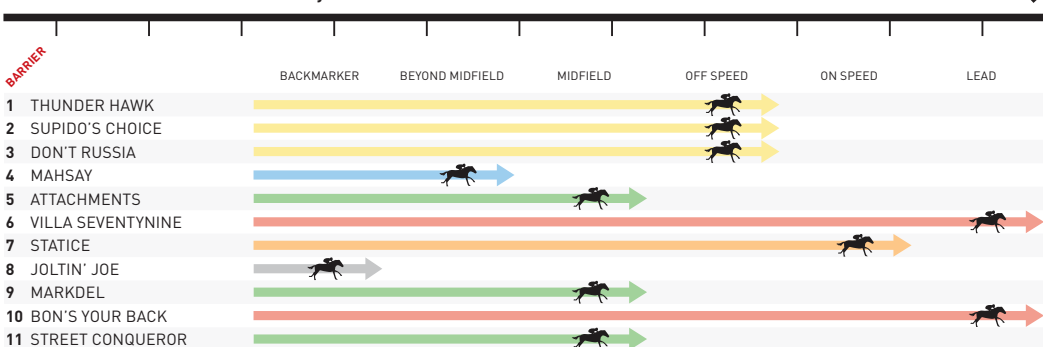 BARRIER
BACKMARKER BEYOND MIDFIELD MIDFIELD OFF SPEED ON SPEED LEAD
1 THUNDER HAWK
2 SUPIDO'S CHOICE
3 DON'T RUSSIA
4 MAHSAY
5 ATTACHMENTS
6 VILLA SEVENTYNINE
7 STATICE
8 JOLTIN' JOE
9 MARKDEL
10 BON'S YOUR BACK
11 STREET CONQUEROR